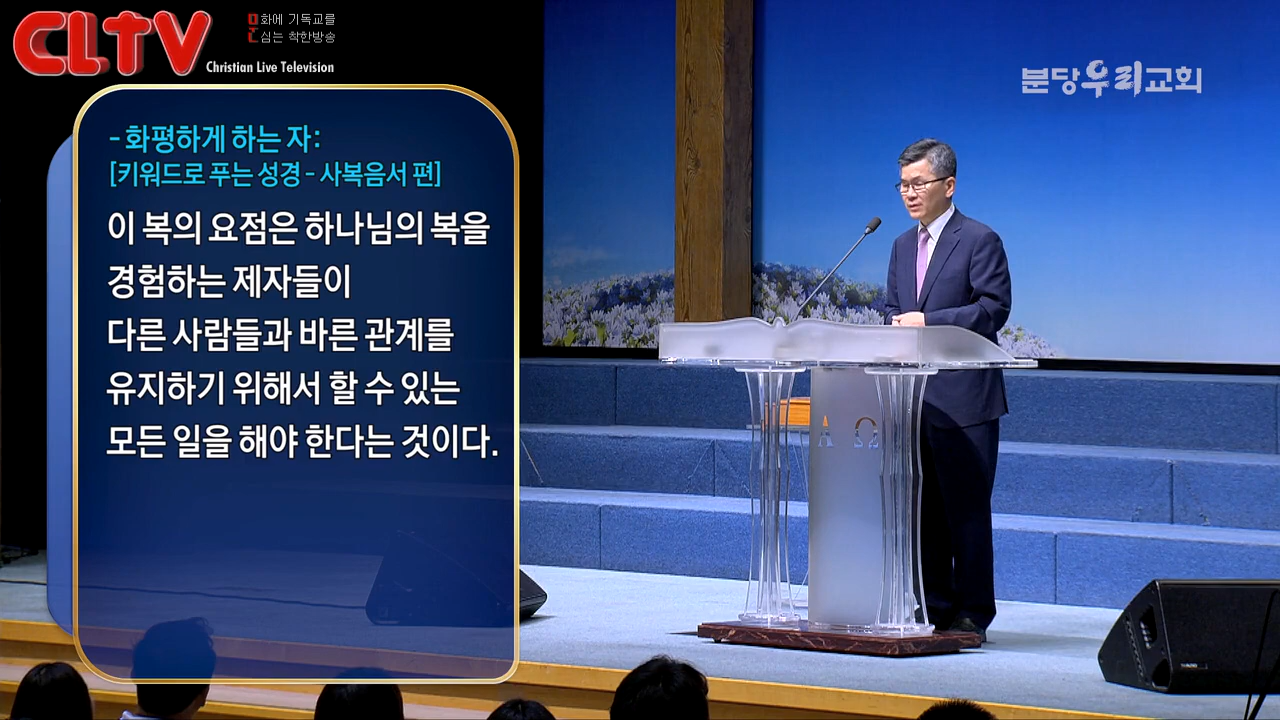 CLTV
문화에 기독교를
심는 착한방송
Christian Live Television
분당우리교회
- 화평하게 하는 자:
[키워드로 푸는 성경 - 사복음서 편]
이 복의 요점은 하나님의 복을
경험하는 제자들이
다른 사람들과 바른 관계를
유지하기 위해서 할 수 있는
모든 일을 해야 한다는 것이다.
Α Ω